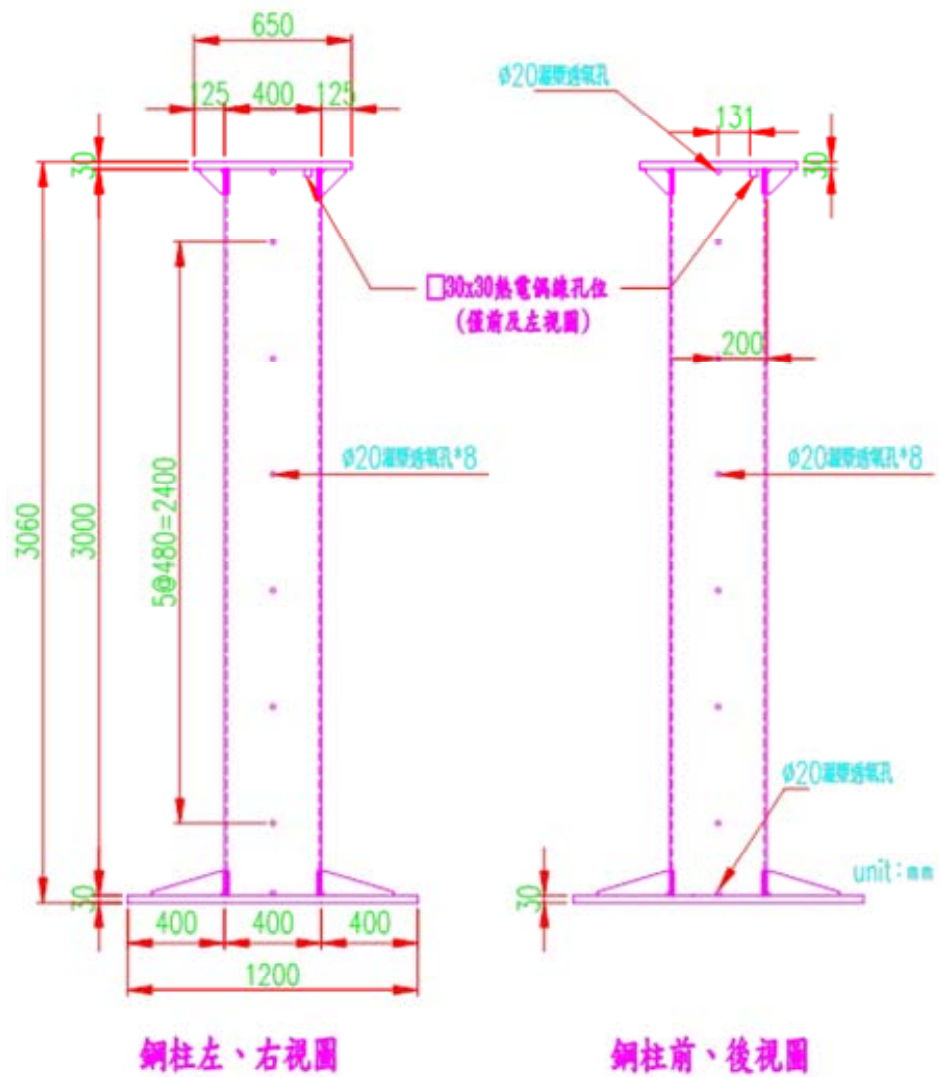 650
125 400 125
ø20灌漿透氣孔
131
30
30
□30x30熱電偶線孔位
(僅前及左視圖)
200
ø20灌漿透氣孔*8
ø20灌漿透氣孔*8
3060
3000
5@480=2400
ø20灌漿透氣孔
unit:mm
30
30
400 400 400
1200
鋼柱左、右視圖
鋼柱前、後視圖